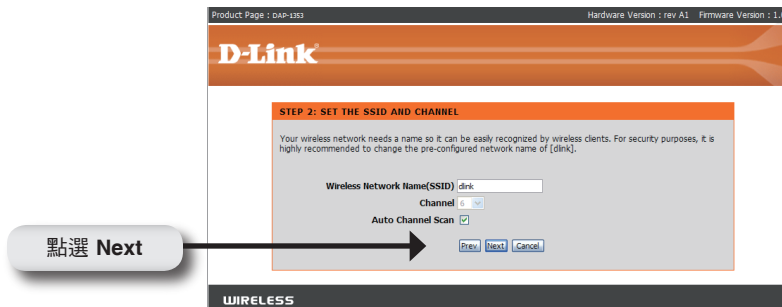 Product Page : DAP-1353 Hardware Version : rev A1 Firmware Version : 1.
D-Link
STEP 2: SET THE SSID AND CHANNEL
Your wireless network needs a name so it can be easily recognized by wireless clients. For security purposes, it is
highly recommended to change the pre-configured network name of [dlink].
Wireless Network Name(SSID) dlink
Channel 6
Auto Channel Scan
點選 Next
Prev Next Cancel
WIRELESS